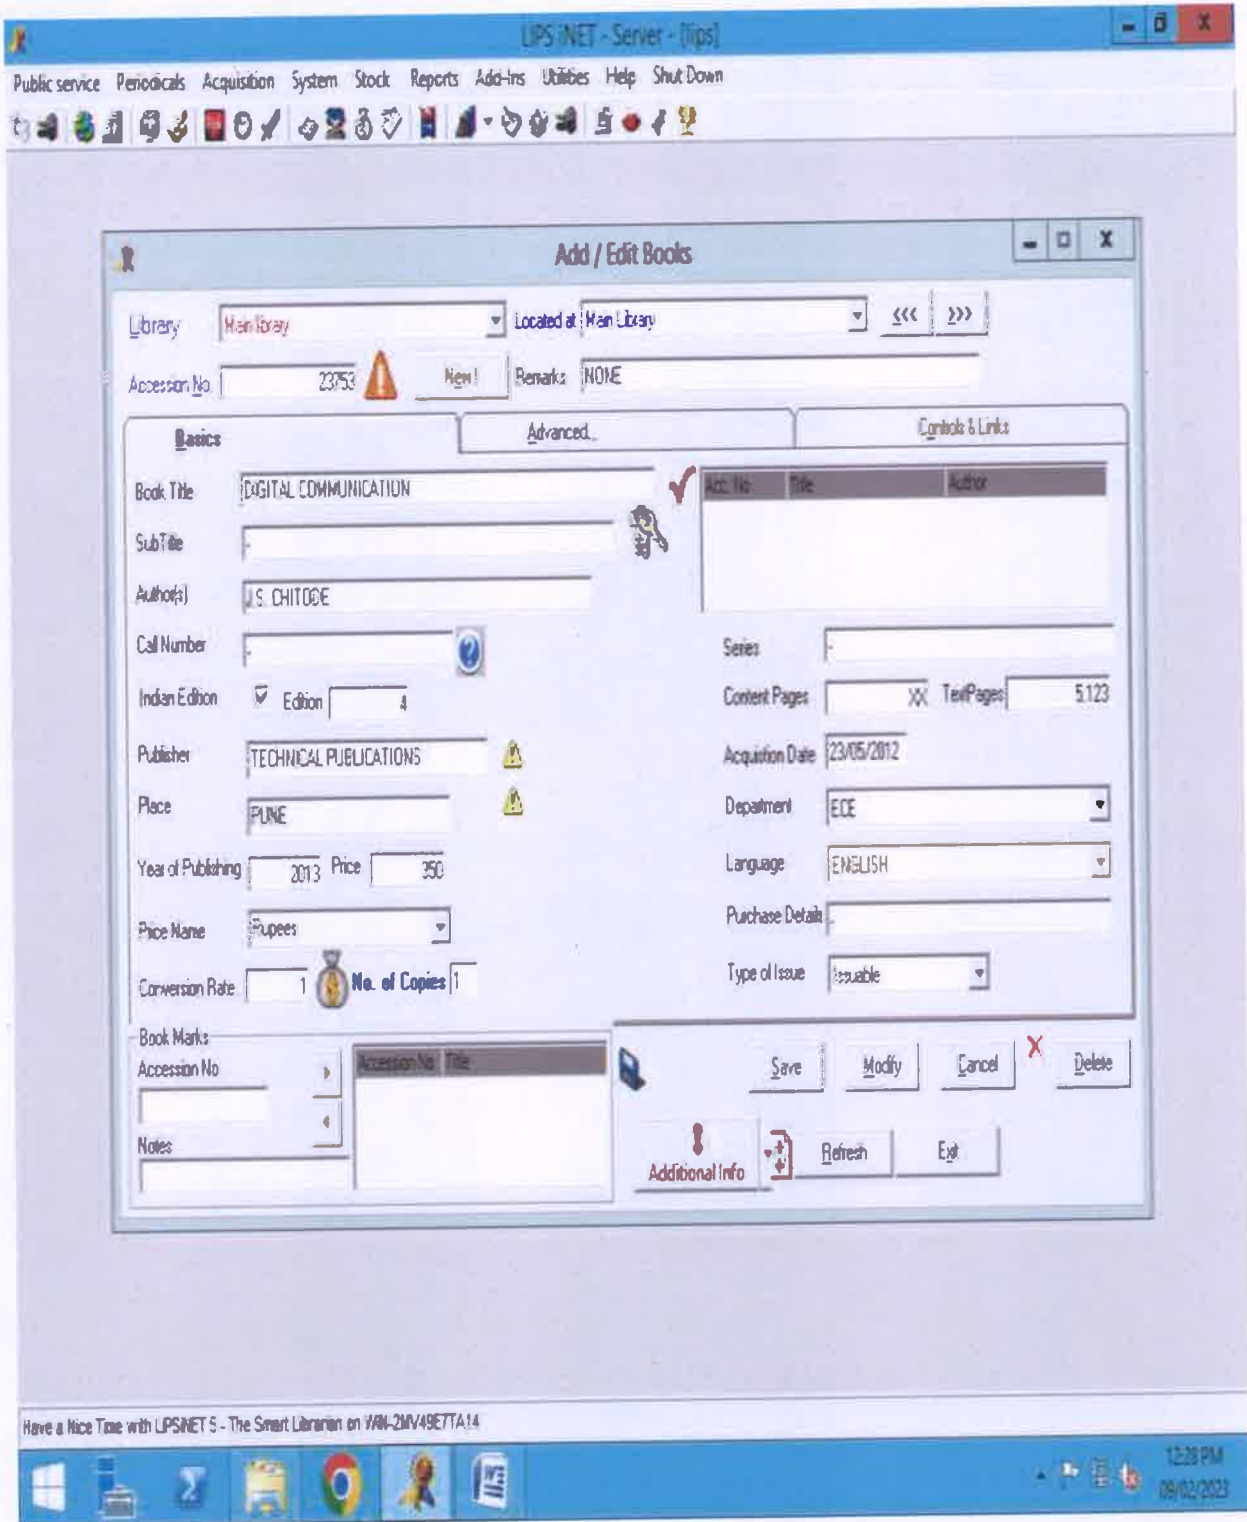 LIPS iNET - Server - [lips]
Public service Periodicals Acquisition System Stock Reports Add-Ins Utilities Help Shut Down
Add / Edit Books
Library Main library Located at Main Library <<< >>>
Accession No. 23753 New! Remarks NONE
Basics Advanced... Controls & Links
Book Title DIGITAL COMMUNICATION Acc. No Title Author
SubTitle -
Author(s) J.S. CHITODE
Call Number - Series -
Indian Edition Edition 4 Content Pages XX TextPages 5.123
Publisher TECHNICAL PUBLICATIONS Acquistion Date 23/05/2012
Place PUNE Department ECE
Year of Publishing 2013 Price 350 Language ENGLISH
Price Name Rupees Purchase Details -
Conversion Rate 1 No. of Copies 1 Type of Issue Issuable
Book Marks
Accession No Accession No Title Save Modify Cancel X Delete
Notes Additional Info Refresh Exit
Have a Nice Time with LIPSiNET 5 - The Smart Librarian on WIN-2MV49E7TA14
12:28 PM
09/02/2023